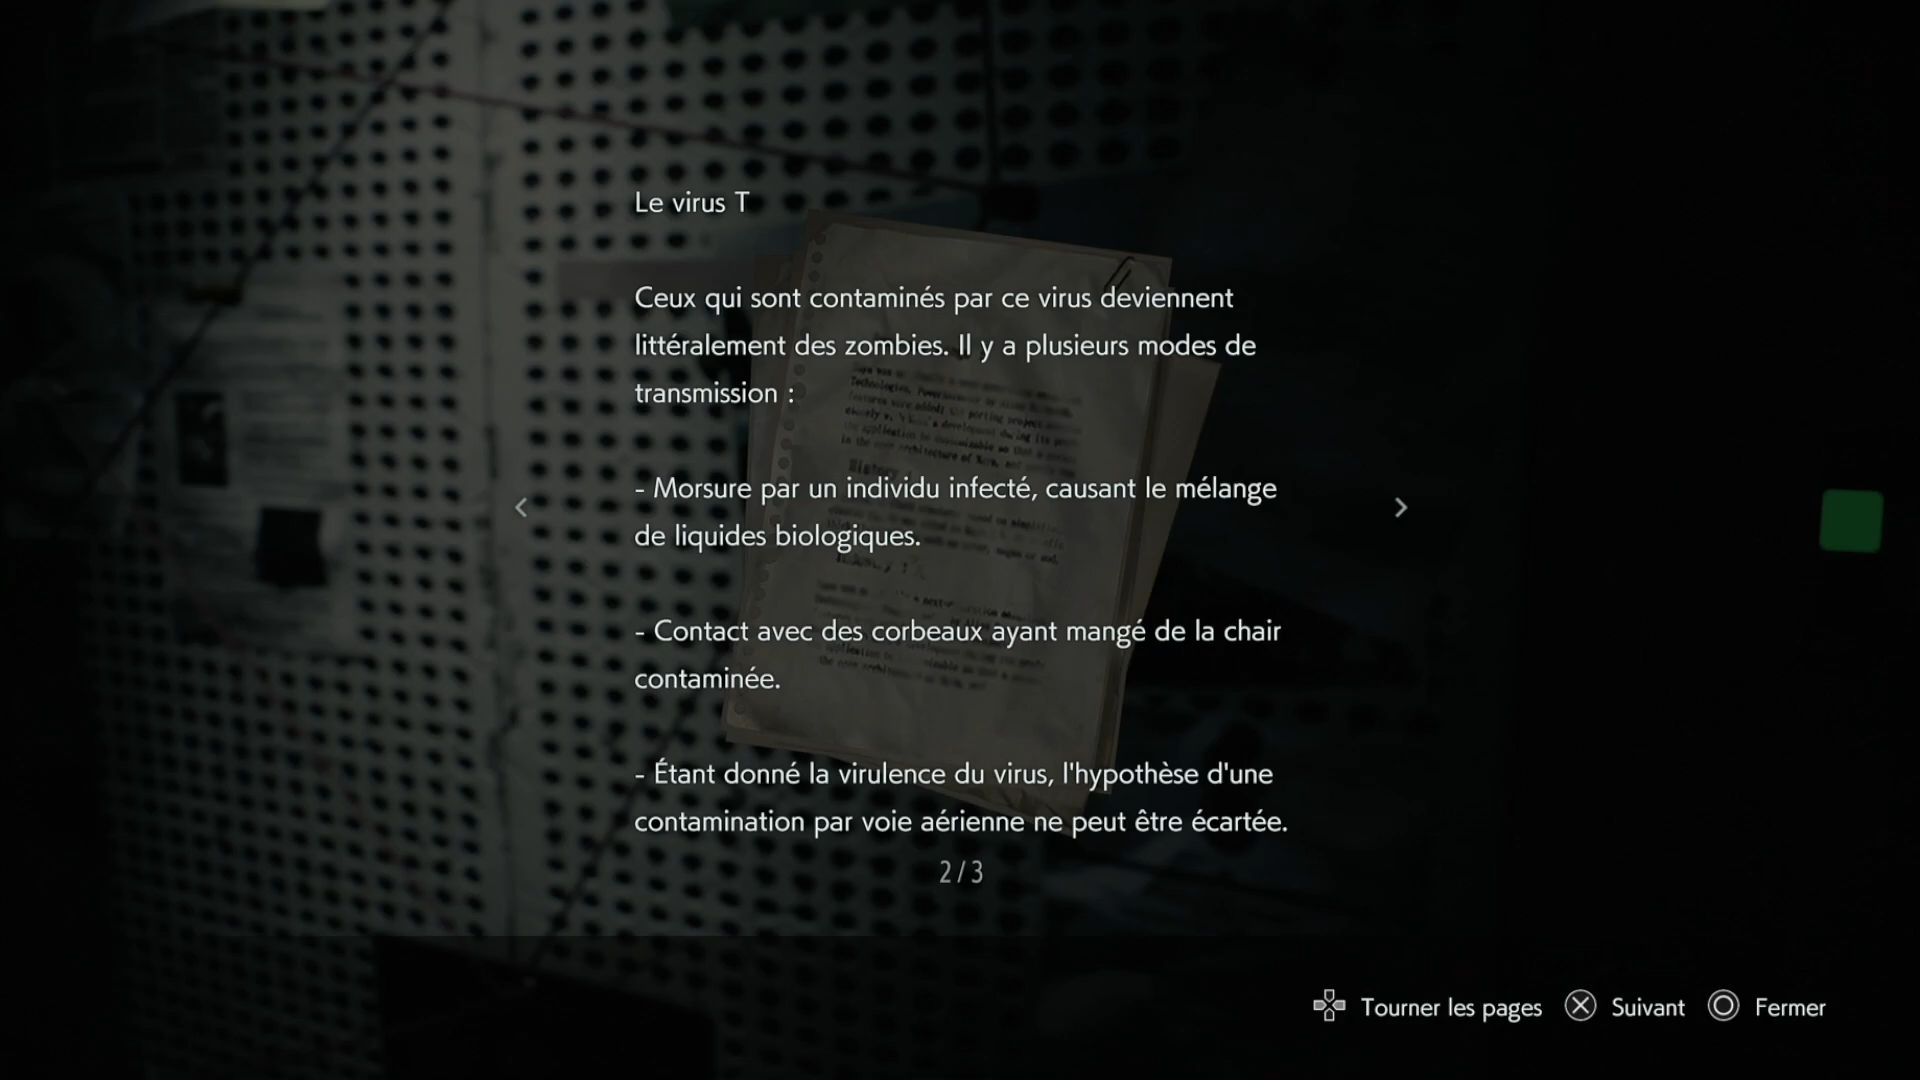 Le virus T
Ceux qui sont contaminés par ce virus deviennent
littéralement des zombies. Il y a plusieurs modes de
transmission :
- Morsure par un individu infecté, causant le mélange
de liquides biologiques.
- Contact avec des corbeaux ayant mangé de la chair
contaminée.
- Étant donné la virulence du virus, l'hypothèse d'une
contamination par voie aérienne ne peut être écartée.
2/3
Tourner les pages Suivant Fermer